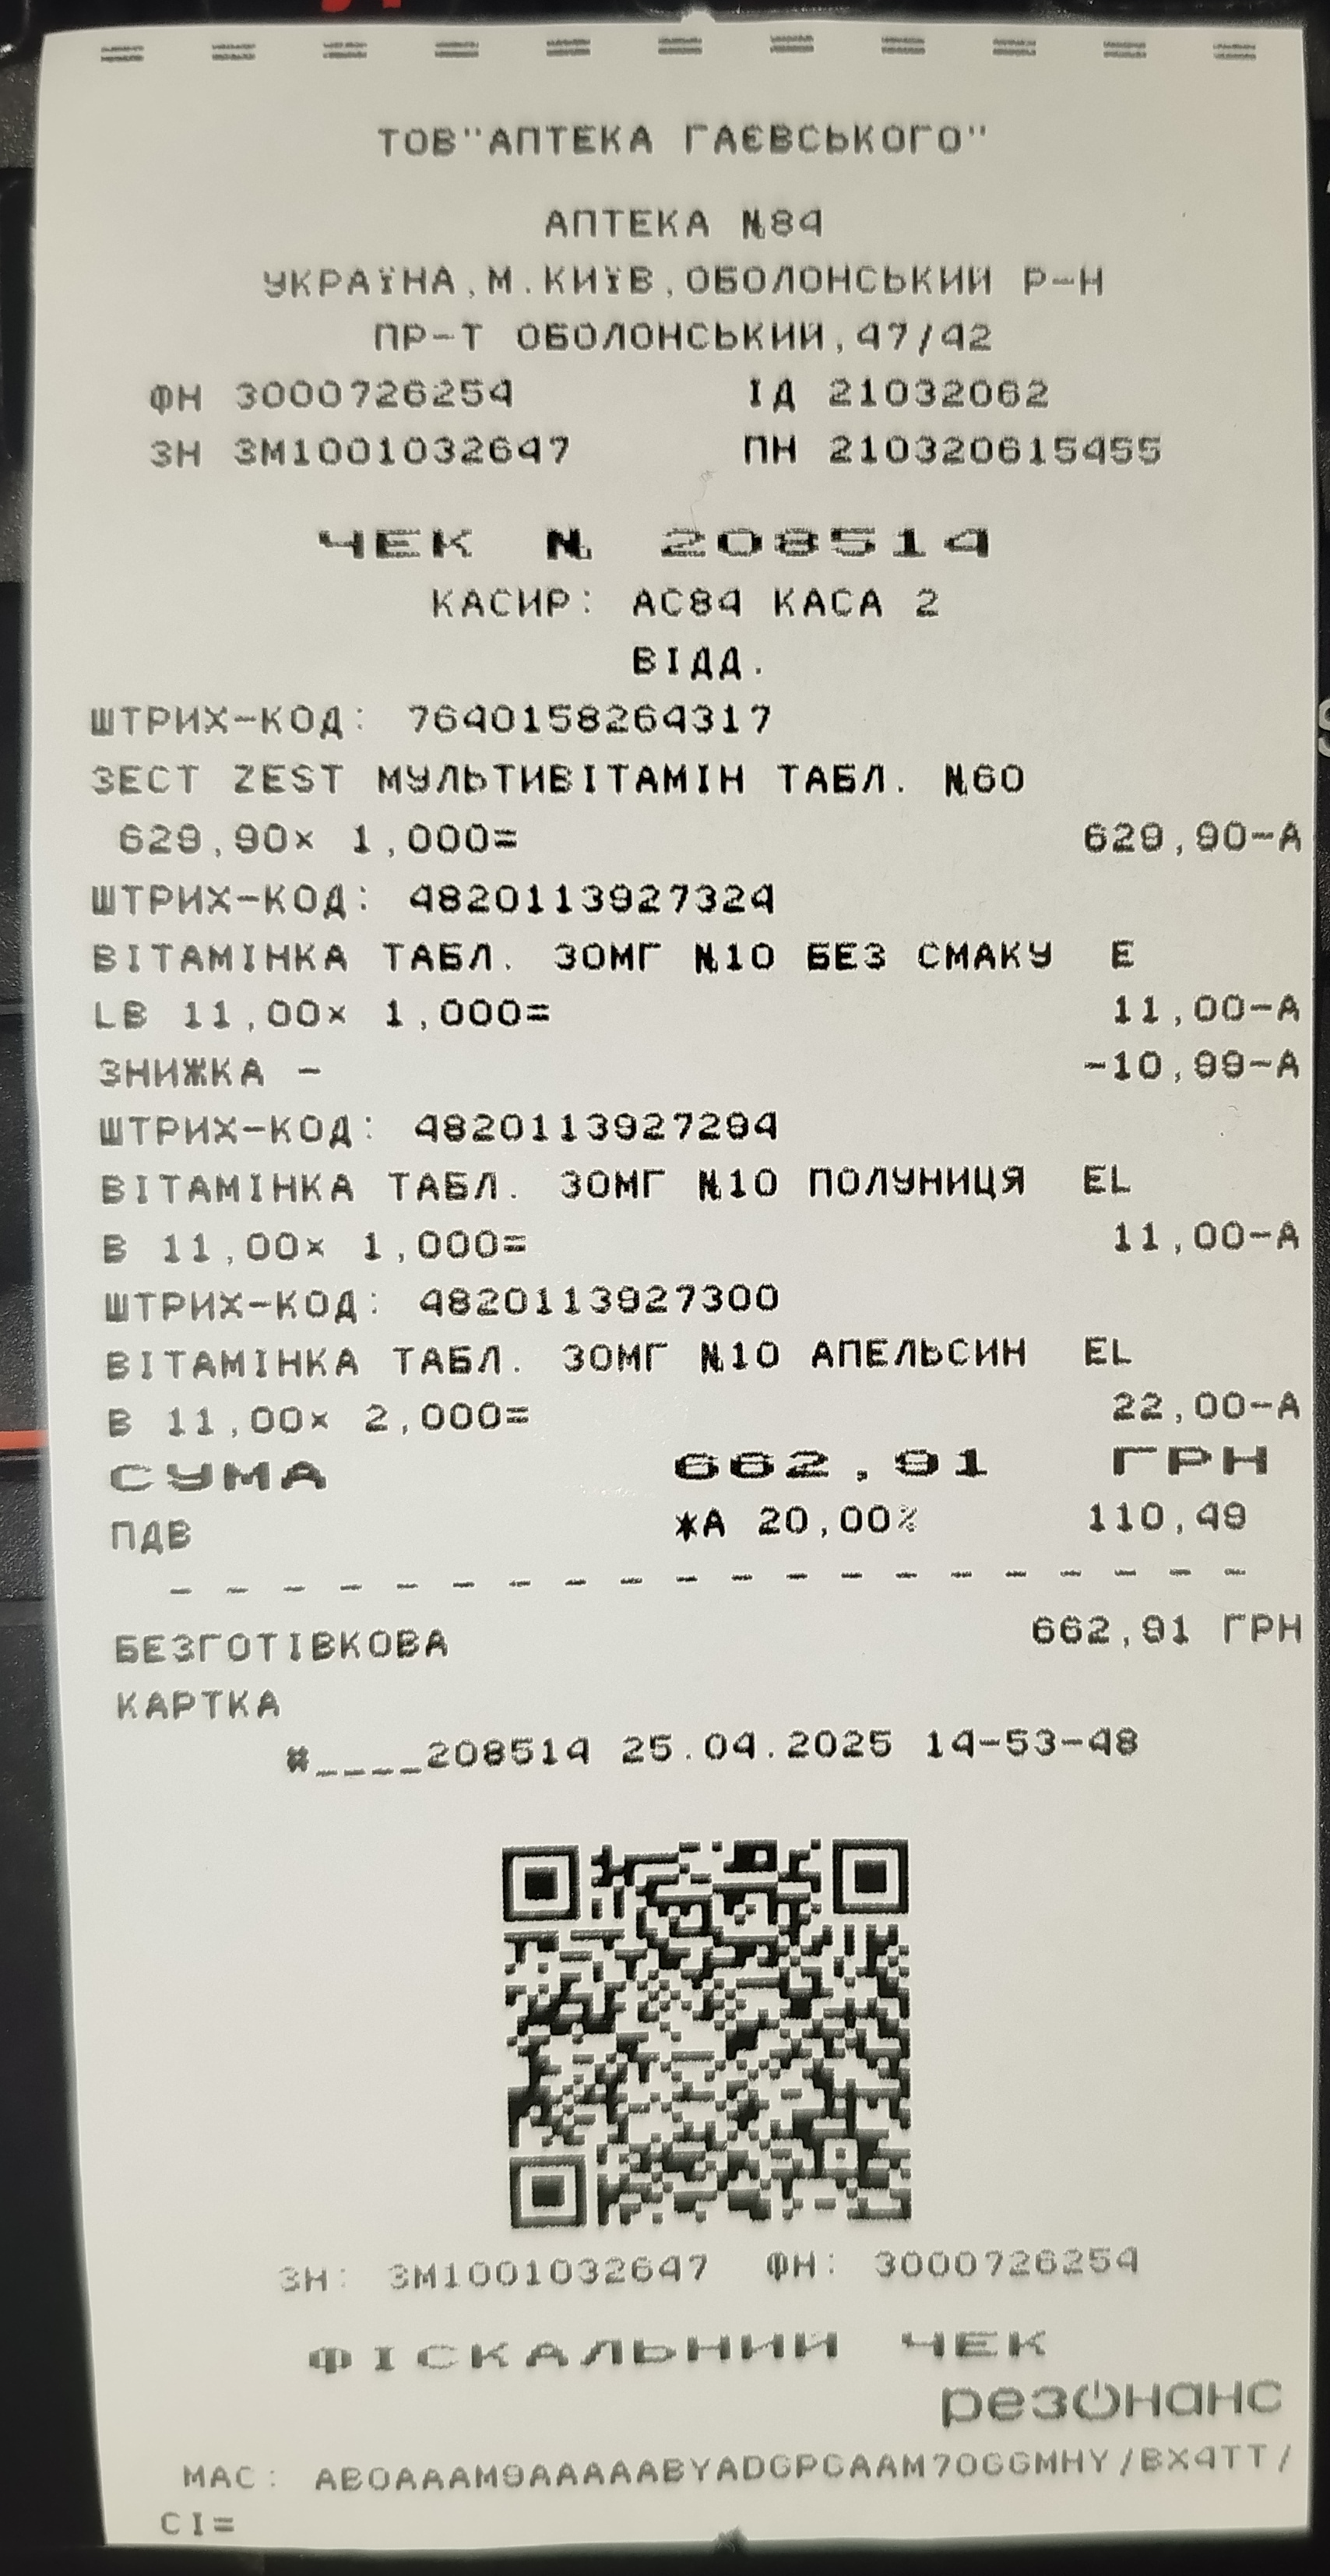 = = = = = = = = = = =
ТОВ"АПТЕКА ГАЄВСЬКОГО"
АПТЕКА №84
УКРАЇНА,М.КИЇВ,ОБОЛОНСЬКИЙ Р-Н
ПР-Т ОБОЛОНСЬКИЙ,47/42
ФН 3000726254 ІД 21032062
ЗН ЗМ1001032647 ПН 210320615455
ЧЕК № 208514
КАСИР: АС84 КАСА 2
ВІДД.
ШТРИХ-КОД: 7640158264317
ЗЕСТ ZEST МУЛЬТИВІТАМІН ТАБЛ. №60
629,90× 1,000= 629,90-А
ШТРИХ-КОД: 4820113927324
ВІТАМІНКА ТАБЛ. 30МГ №10 БЕЗ СМАКУ E
LB 11,00× 1,000= 11,00-А
ЗНИЖКА - -10,99-А
ШТРИХ-КОД: 4820113927294
ВІТАМІНКА ТАБЛ. 30МГ №10 ПОЛУНИЦЯ EL
B 11,00× 1,000= 11,00-А
ШТРИХ-КОД: 4820113927300
ВІТАМІНКА ТАБЛ. 30МГ №10 АПЕЛЬСИН EL
B 11,00× 2,000= 22,00-А
СУМА 662,91 ГРН
ПДВ *А 20,00% 110,49
- - - - - - - - - - - - - - - - - - - -
БЕЗГОТІВКОВА 662,91 ГРН
КАРТКА
#____208514 25.04.2025 14-53-48
ЗН: ЗМ1001032647 ФН: 3000726254
ФІСКАЛЬНИЙ ЧЕК
резонанс
MAC: ABOAAAM9AAAAABYADGPGAAM7OGGMHY/BX4TT/
CI=